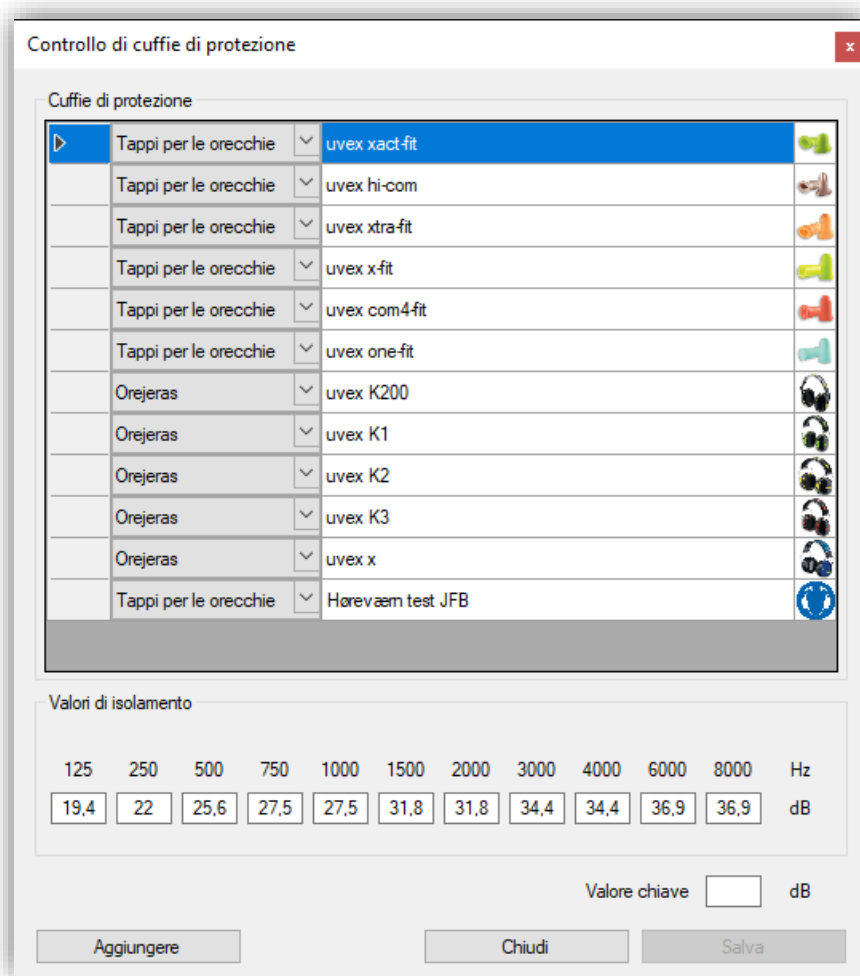 Controllo di cuffie di protezione x
Cuffie di protezione
Tappi per le orecchie uvex xact-fit
Tappi per le orecchie uvex hi-com
Tappi per le orecchie uvex xtra-fit
Tappi per le orecchie uvex x-fit
Tappi per le orecchie uvex com4-fit
Tappi per le orecchie uvex one-fit
Orejeras uvex K200
Orejeras uvex K1
Orejeras uvex K2
Orejeras uvex K3
Orejeras uvex x
Tappi per le orecchie Høreværn test JFB
Valori di isolamento
125 250 500 750 1000 1500 2000 3000 4000 6000 8000 Hz
19,4 22 25,6 27,5 27,5 31,8 31,8 34,4 34,4 36,9 36,9 dB
Valore chiave dB
Aggiungere Chiudi Salva